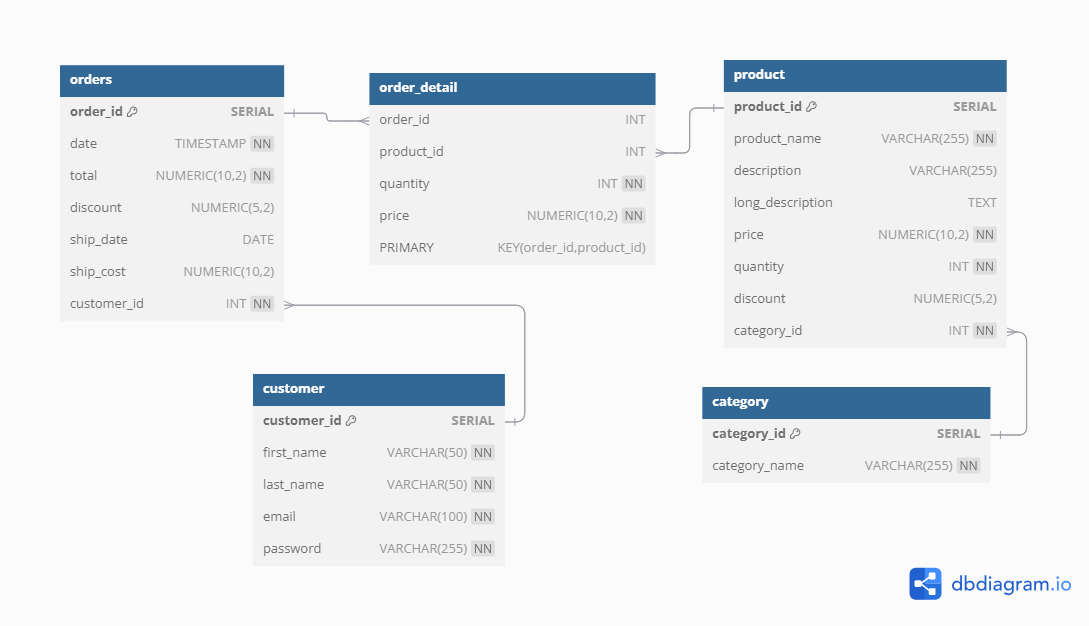 orders
order_id SERIAL
date TIMESTAMP NN
total NUMERIC(10,2) NN
discount NUMERIC(5,2)
ship_date DATE
ship_cost NUMERIC(10,2)
customer_id INT NN
order_detail
order_id INT
product_id INT
quantity INT NN
price NUMERIC(10,2) NN
PRIMARY KEY(order_id,product_id)
product
product_id SERIAL
product_name VARCHAR(255) NN
description VARCHAR(255)
long_description TEXT
price NUMERIC(10,2) NN
quantity INT NN
discount NUMERIC(5,2)
category_id INT NN
customer
customer_id SERIAL
first_name VARCHAR(50) NN
last_name VARCHAR(50) NN
email VARCHAR(100) NN
password VARCHAR(255) NN
category
category_id SERIAL
category_name VARCHAR(255) NN
dbdiagram.io